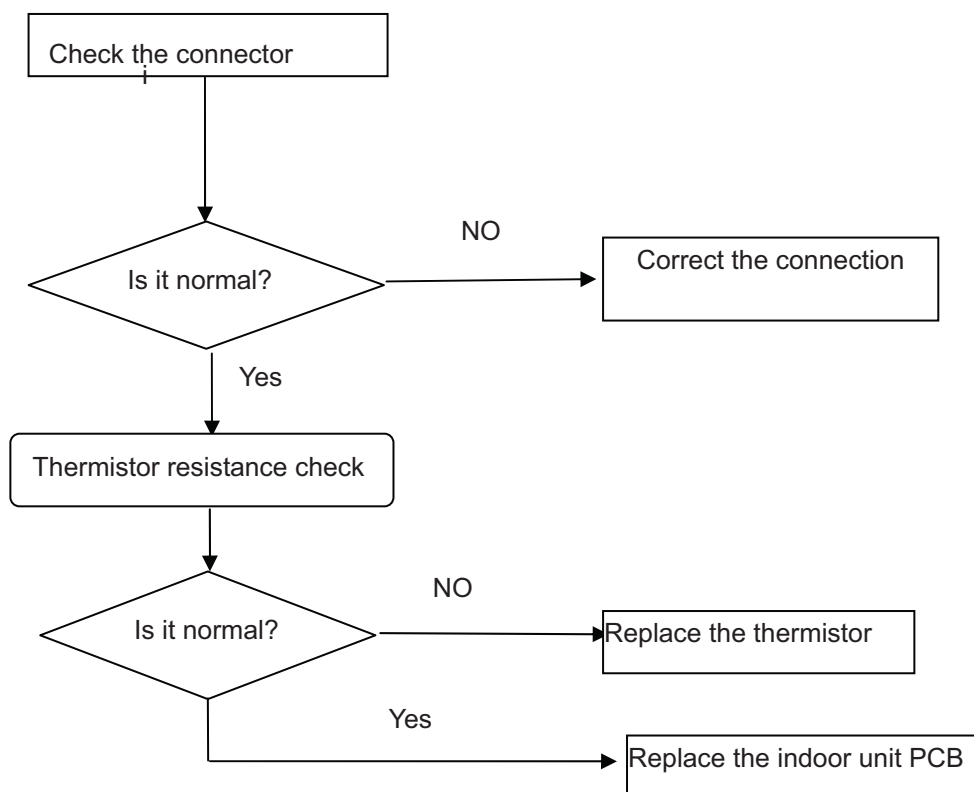 Check the connector
NO
Correct the connection
Is it normal?
Yes
Thermistor resistance check
NO
Is it normal?
Replace the thermistor
Yes
Replace the indoor unit PCB